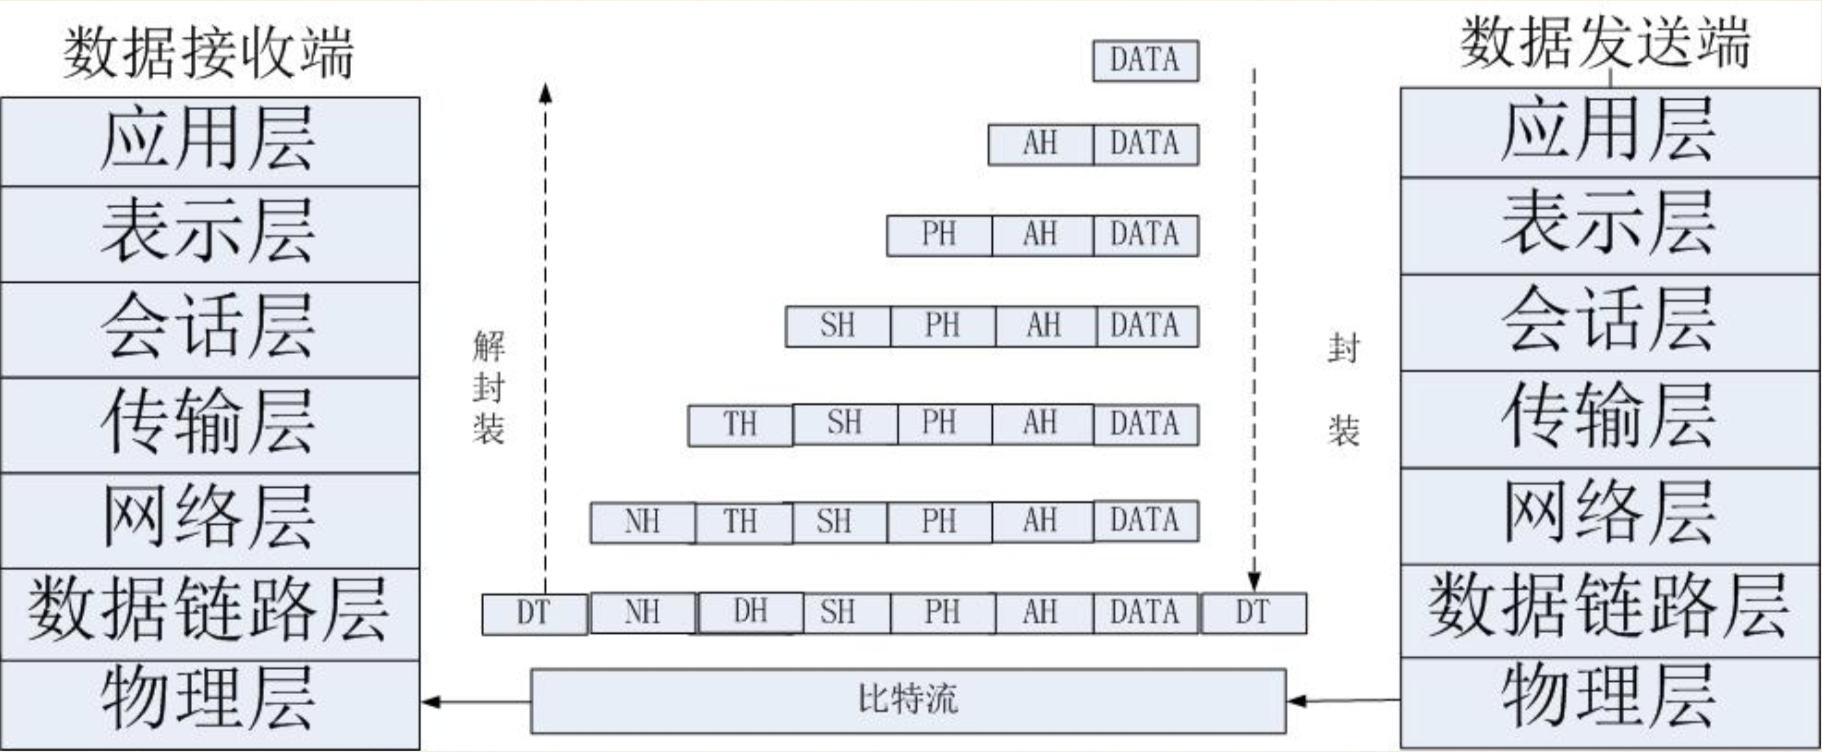 数据接收端
应用层
表示层
会话层
传输层
网络层
数据链路层
物理层
解封装
DATA
AH DATA
PH AH DATA
SH PH AH DATA
TH SH PH AH DATA
NH TH SH PH AH DATA
DT NH DH SH PH AH DATA DT
比特流
封装
数据发送端
应用层
表示层
会话层
传输层
网络层
数据链路层
物理层